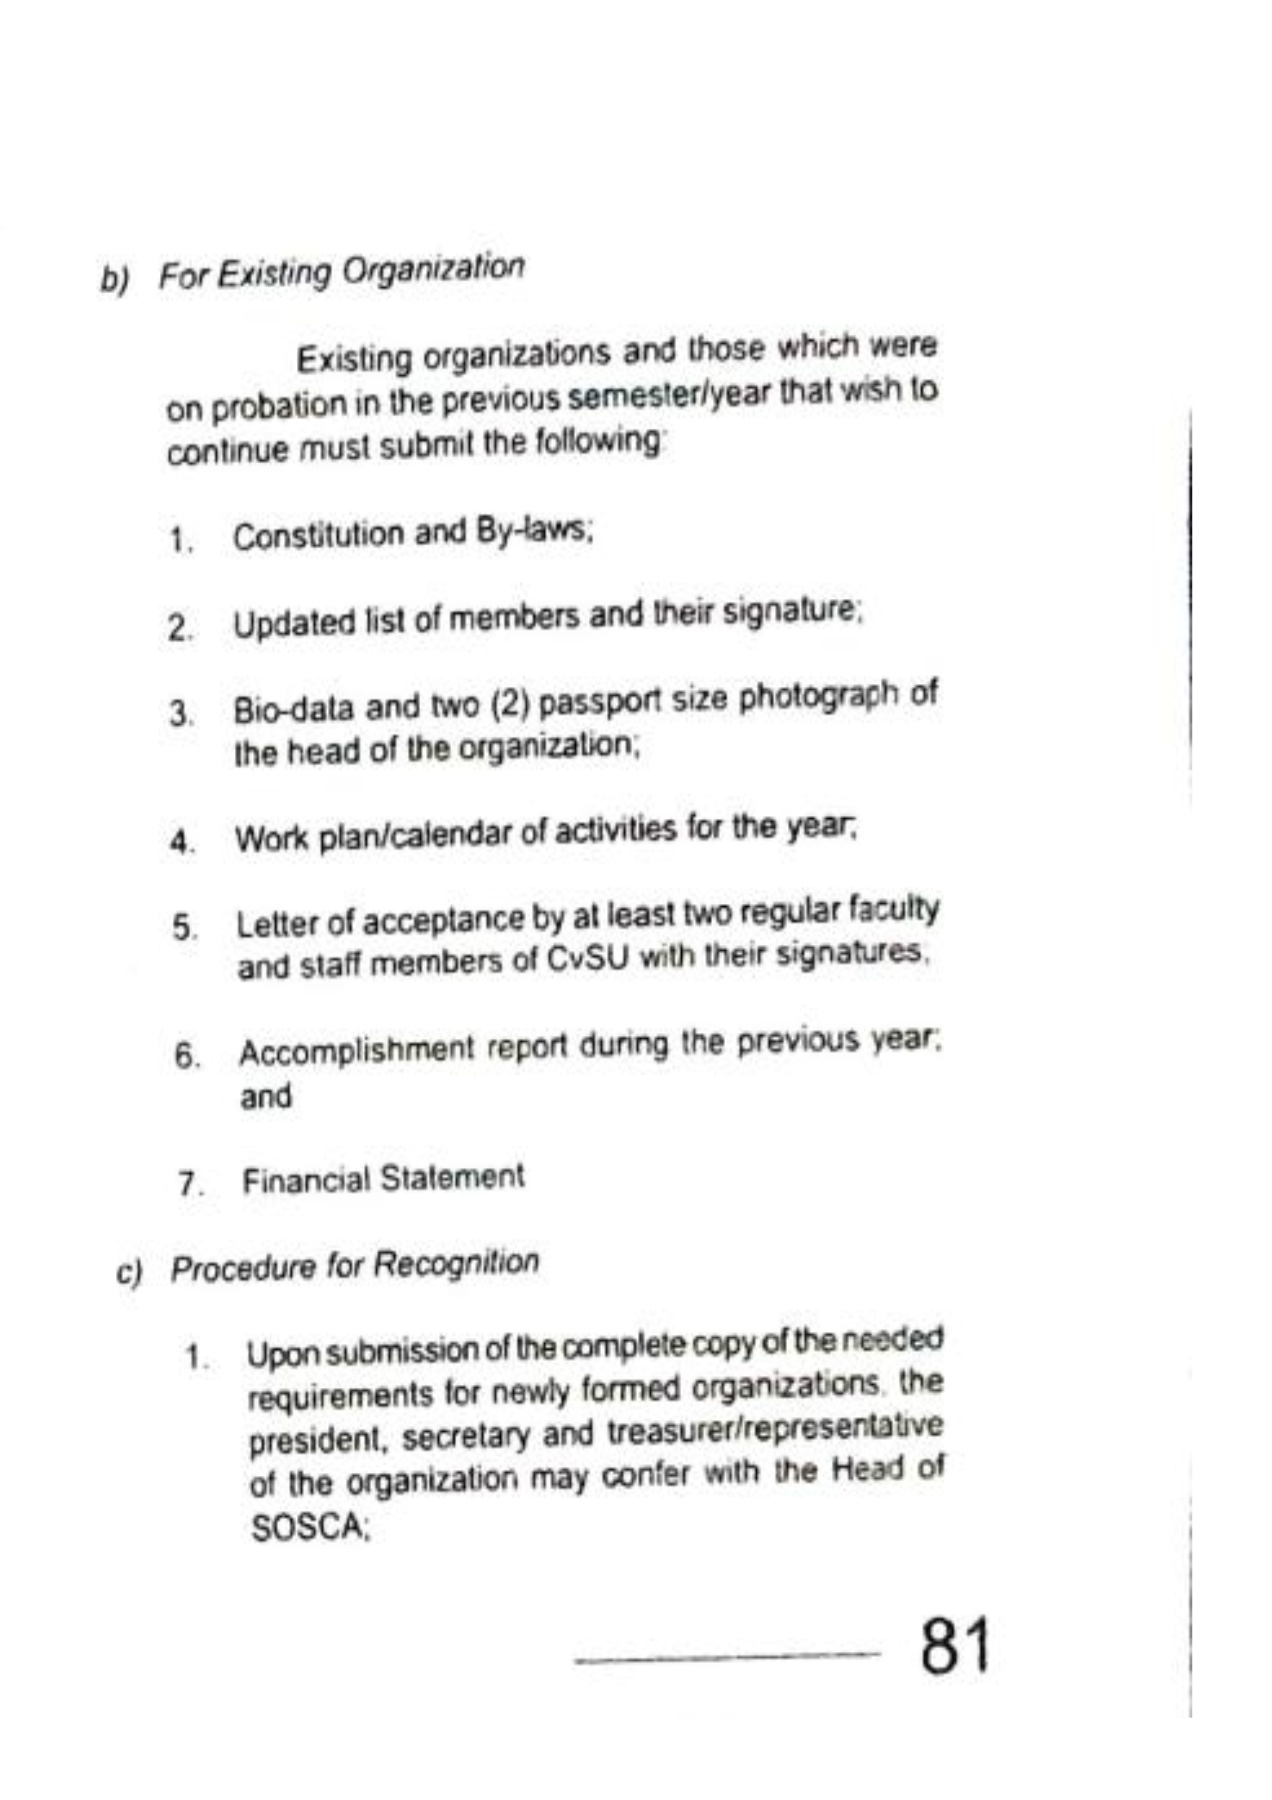 b) For Existing Organization
Existing organizations and those which were
on probation in the previous semester/year that wish to
continue must submit the following:
1. Constitution and By-laws;
2. Updated list of members and their signature;
3. Bio-data and two (2) passport size photograph of
the head of the organization;
4. Work plan/calendar of activities for the year;
5. Letter of acceptance by at least two regular faculty
and staff members of CvSU with their signatures;
6. Accomplishment report during the previous year;
and
7. Financial Statement
c) Procedure for Recognition
1. Upon submission of the complete copy of the needed
requirements for newly formed organizations, the
president, secretary and treasurer/representative
of the organization may confer with the Head of
SOSCA;
81